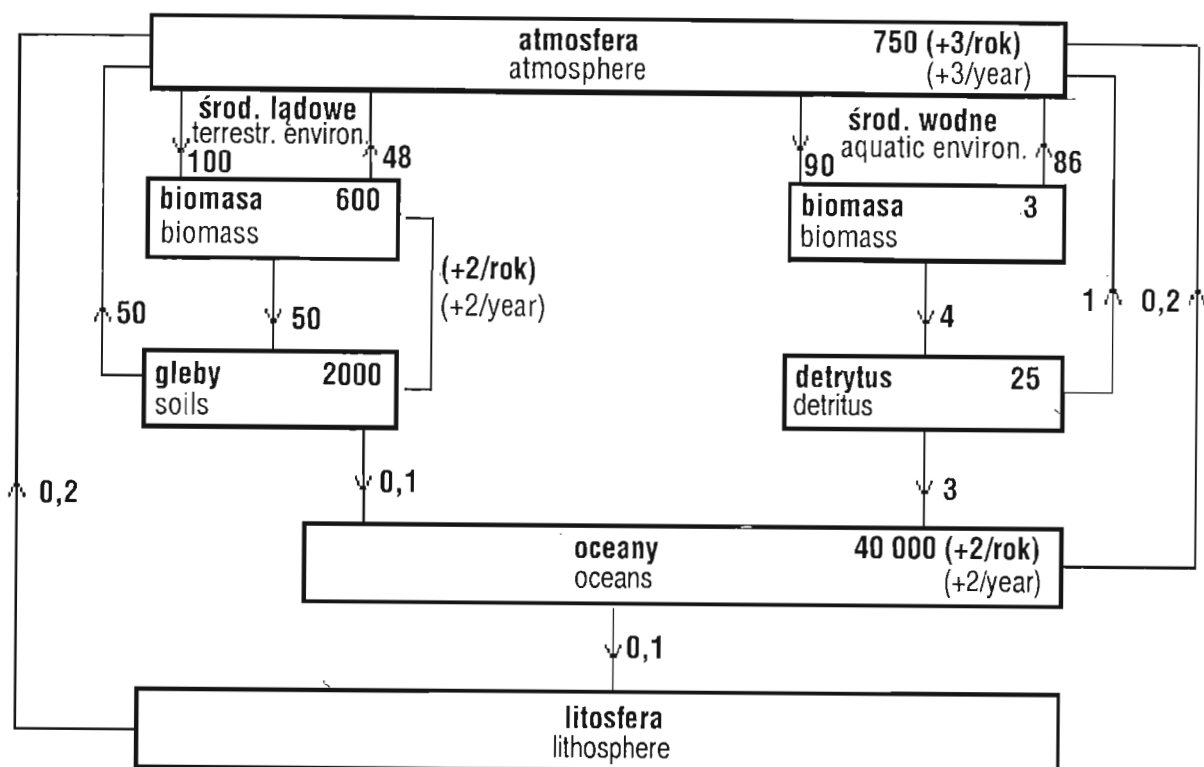 atmosfera 750 (+3/rok)
atmosphere (+3/year)
środ. lądowe
terrestr. environ.
100
48
środ. wodne
aquatic environ.
90
86
biomasa 600
biomass
biomasa 3
biomass
(+2/rok)
(+2/year)
50
50
4
1
0,2
gleby 2000
soils
detrytus 25
detritus
0,2
0,1
3
oceany 40 000 (+2/rok)
oceans (+2/year)
0,1
litosfera
lithosphere